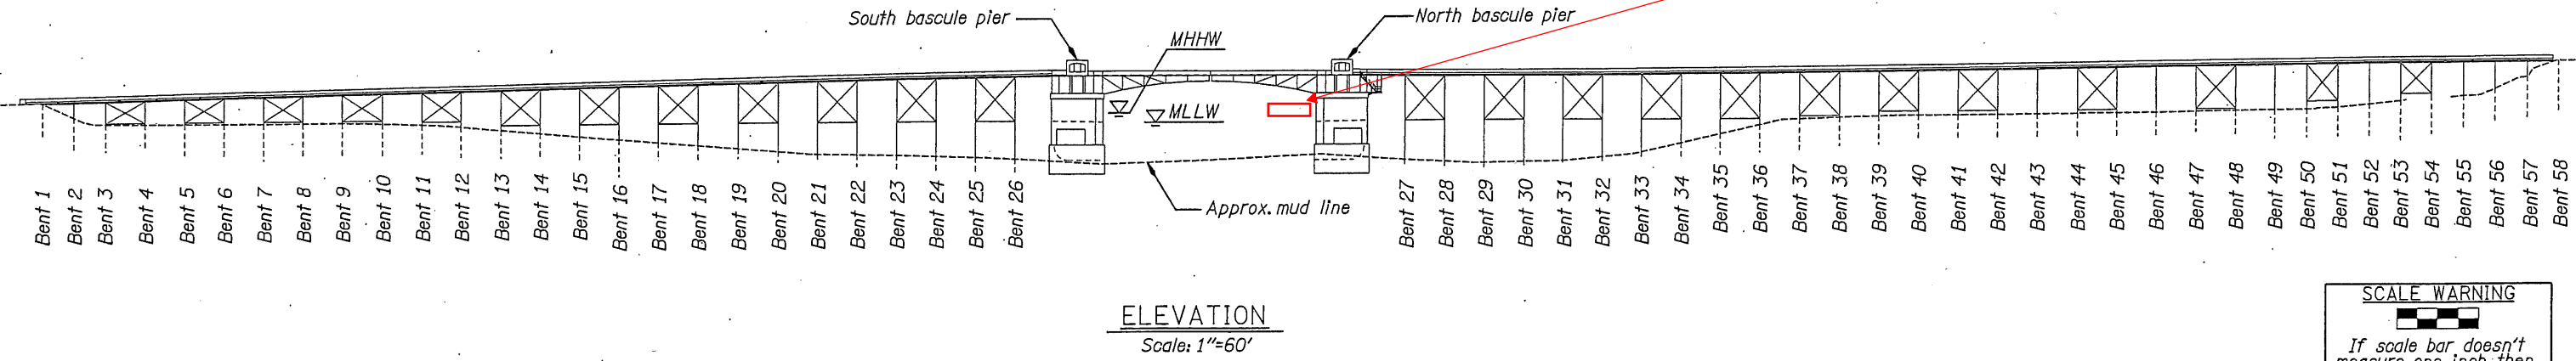 South bascule pier
North bascule pier
MHHW
MLLW
Bent 1
Bent 2
Bent 3
Bent 4
Bent 5
Bent 6
Bent 7
Bent 8
Bent 9
Bent 10
Bent 11
Bent 12
Bent 13
Bent 14
Bent 15
Bent 16
Bent 17
Bent 18
Bent 19
Bent 20
Bent 21
Bent 22
Bent 23
Bent 24
Bent 25
Bent 26
Approx. mud line
Bent 27
Bent 28
Bent 29
Bent 30
Bent 31
Bent 32
Bent 33
Bent 34
Bent 35
Bent 36
Bent 37
Bent 38
Bent 39
Bent 40
Bent 41
Bent 42
Bent 43
Bent 44
Bent 45
Bent 46
Bent 47
Bent 48
Bent 49
Bent 50
Bent 51
Bent 52
Bent 53
Bent 54
Bent 55
Bent 56
Bent 57
Bent 58
ELEVATION
Scale: 1"=60'
SCALE WARNING
If scale bar doesn't
measure one inch then